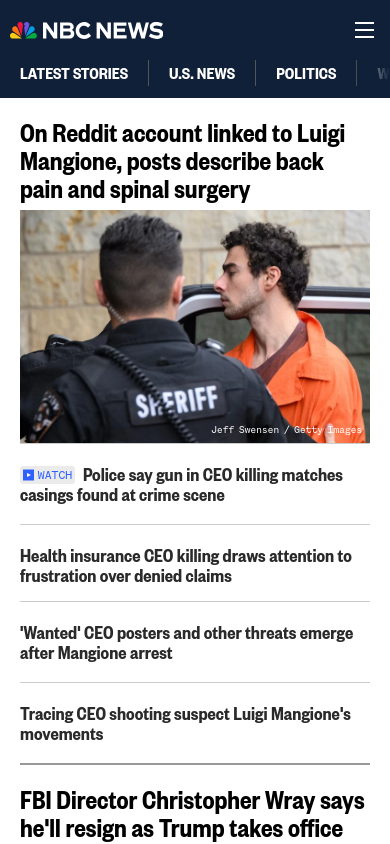 NBC NEWS
LATEST STORIES
U.S. NEWS
POLITICS
On Reddit account linked to Luigi
Mangione, posts describe back
pain and spinal surgery
SHERIFF
Jeff Swensen / Getty Images
WATCH Police say gun in CEO killing matches
casings found at crime scene
Health insurance CEO killing draws attention to
frustration over denied claims
'Wanted' CEO posters and other threats emerge
after Mangione arrest
Tracing CEO shooting suspect Luigi Mangione's
movements
FBI Director Christopher Wray says
he'll resign as Trump takes office